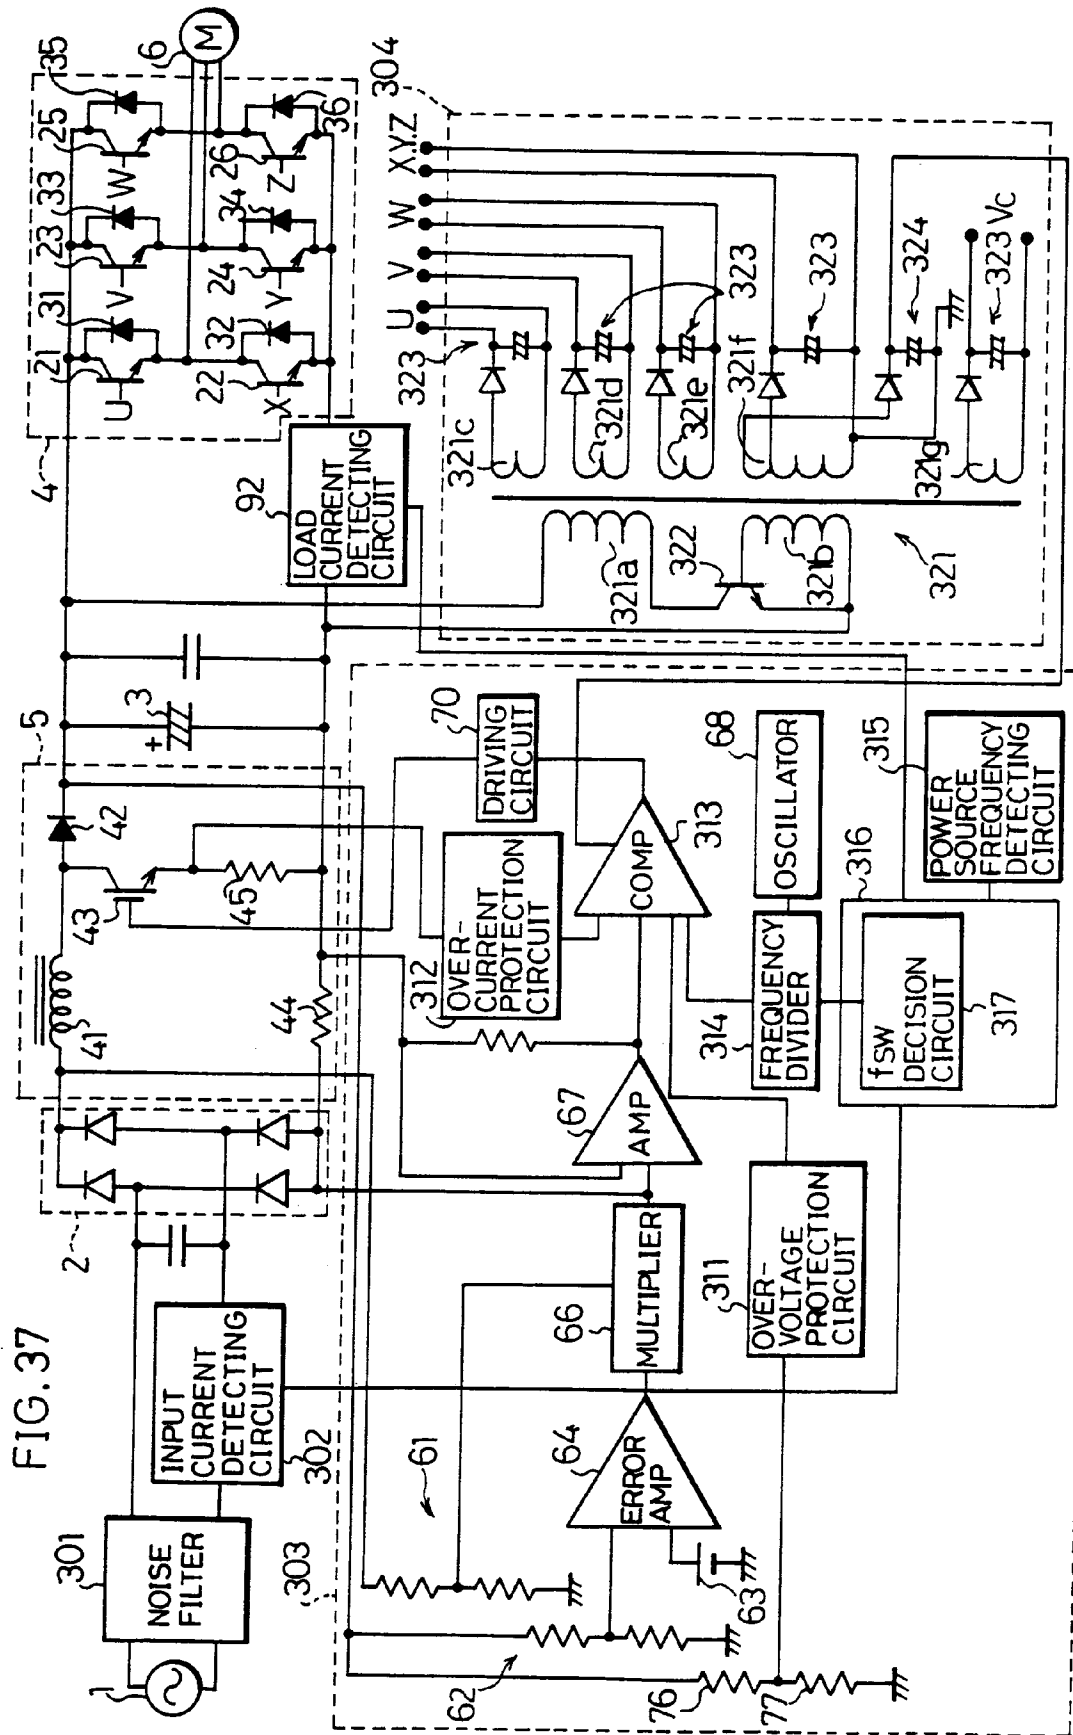 FIG.37
1
301
NOISE
FILTER
INPUT
CURRENT
DETECTING
CIRCUIT
302
2
41
43
42
5
44
45
3
+
4
21
31
23
33
25
35
U
V
W
22
32
24
34
26
36
X
Y
Z
6
M
92
LOAD
CURRENT
DETECTING
CIRCUIT
303
61
62
76
77
63
64
ERROR
AMP
66
MULTIPLIER
67
AMP
312
OVER-
CURRENT
PROTECTION
CIRCUIT
70
DRIVING
CIRCUIT
COMP
313
311
OVER-
VOLTAGE
PROTECTION
CIRCUIT
314
FREQUENCY
DIVIDER
68
OSCILLATOR
316
fSW
DECISION
CIRCUIT
317
315
POWER
SOURCE
FREQUENCY
DETECTING
CIRCUIT
304
U
V
W
X.Y.Z
323
321c
321d
321e
323
321f
323
324
321g
323
Vc
321a
322
321b
321